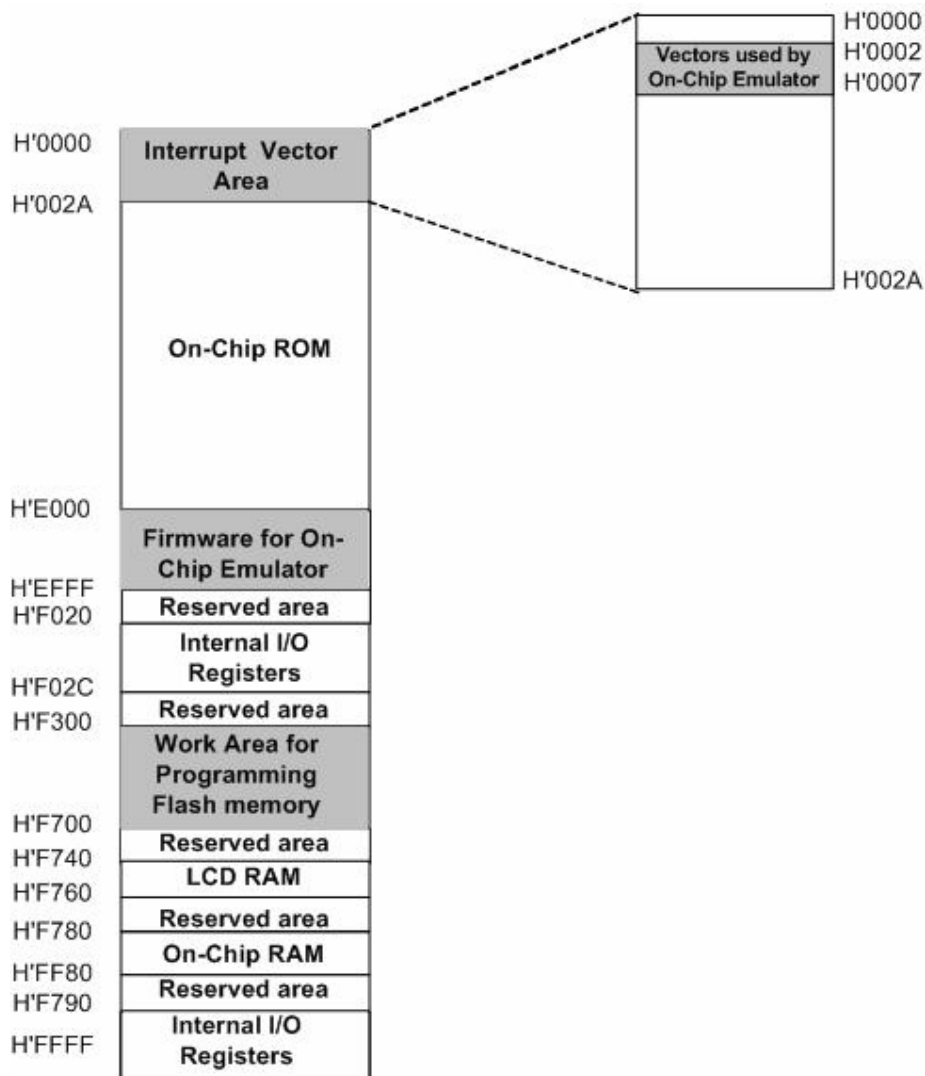 H'0000
H'0002
Vectors used by
On-Chip Emulator
H'0007
H'002A
H'0000
Interrupt Vector
Area
H'002A
On-Chip ROM
H'E000
Firmware for On-
Chip Emulator
H'EFFF
Reserved area
H'F020
Internal I/O
Registers
H'F02C
Reserved area
H'F300
Work Area for
Programming
Flash memory
H'F700
Reserved area
H'F740
LCD RAM
H'F760
Reserved area
H'F780
On-Chip RAM
H'FF80
Reserved area
H'F790
Internal I/O
Registers
H'FFFF